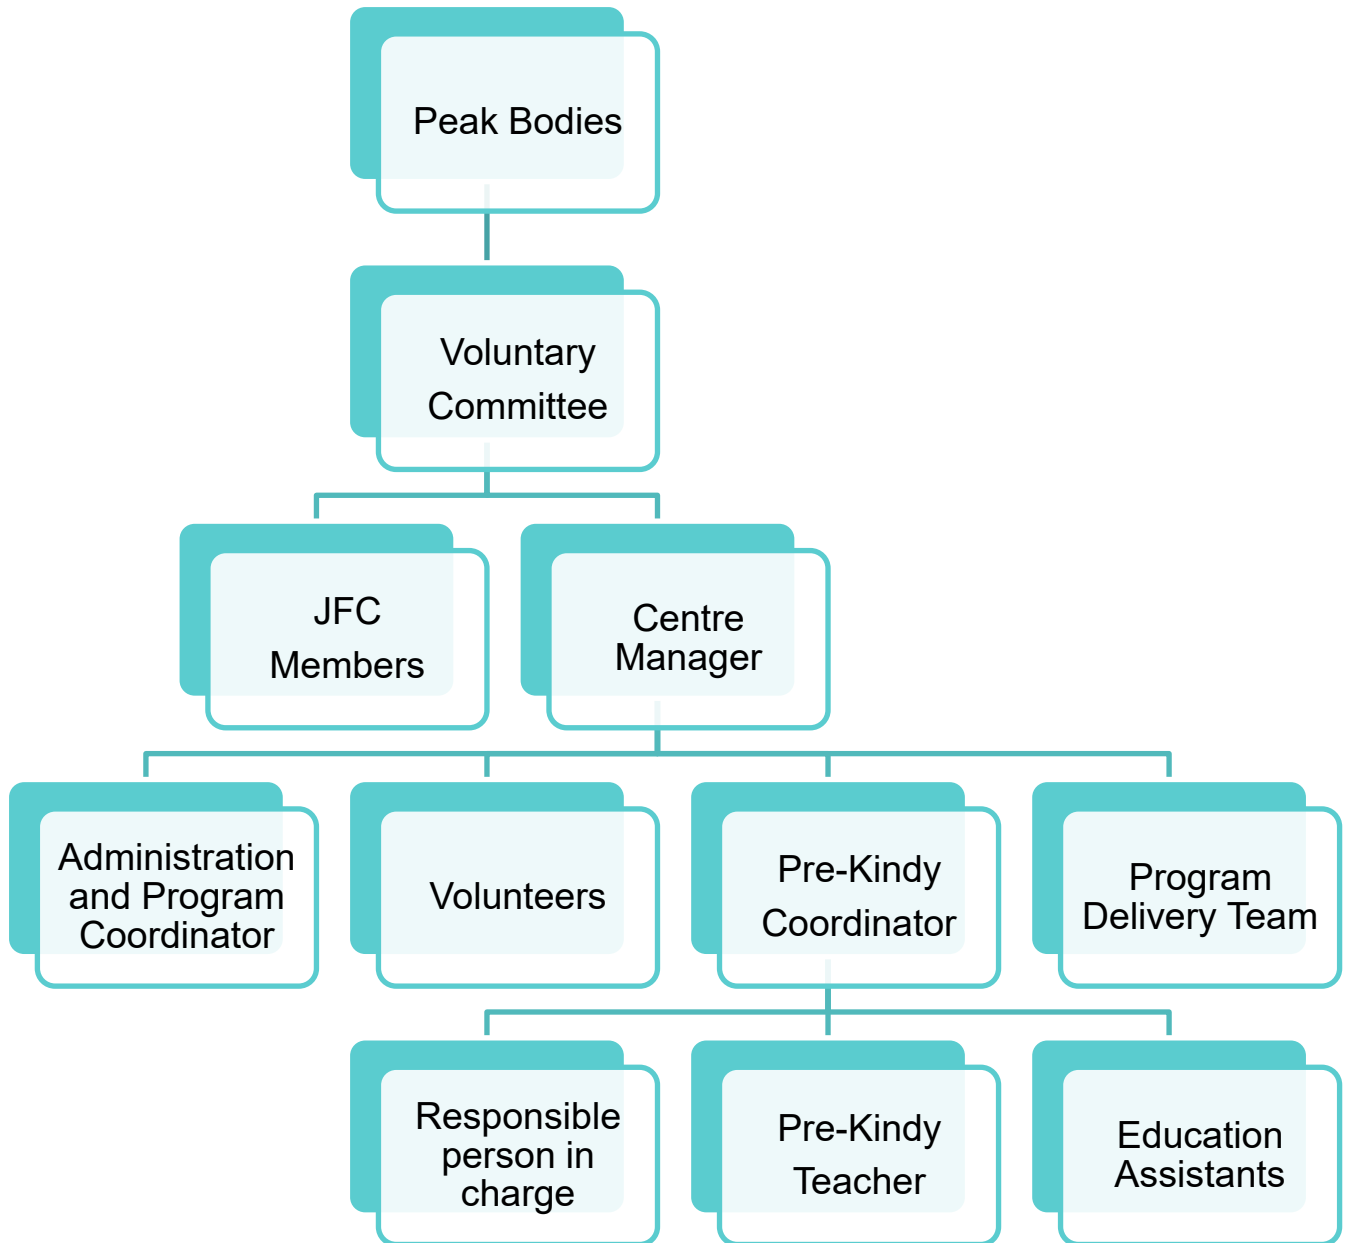 Peak Bodies
Voluntary
Committee
JFC
Members
Centre
Manager
Administration
and Program
Coordinator
Volunteers
Pre-Kindy
Coordinator
Program
Delivery Team
Responsible
person in
charge
Pre-Kindy
Teacher
Education
Assistants